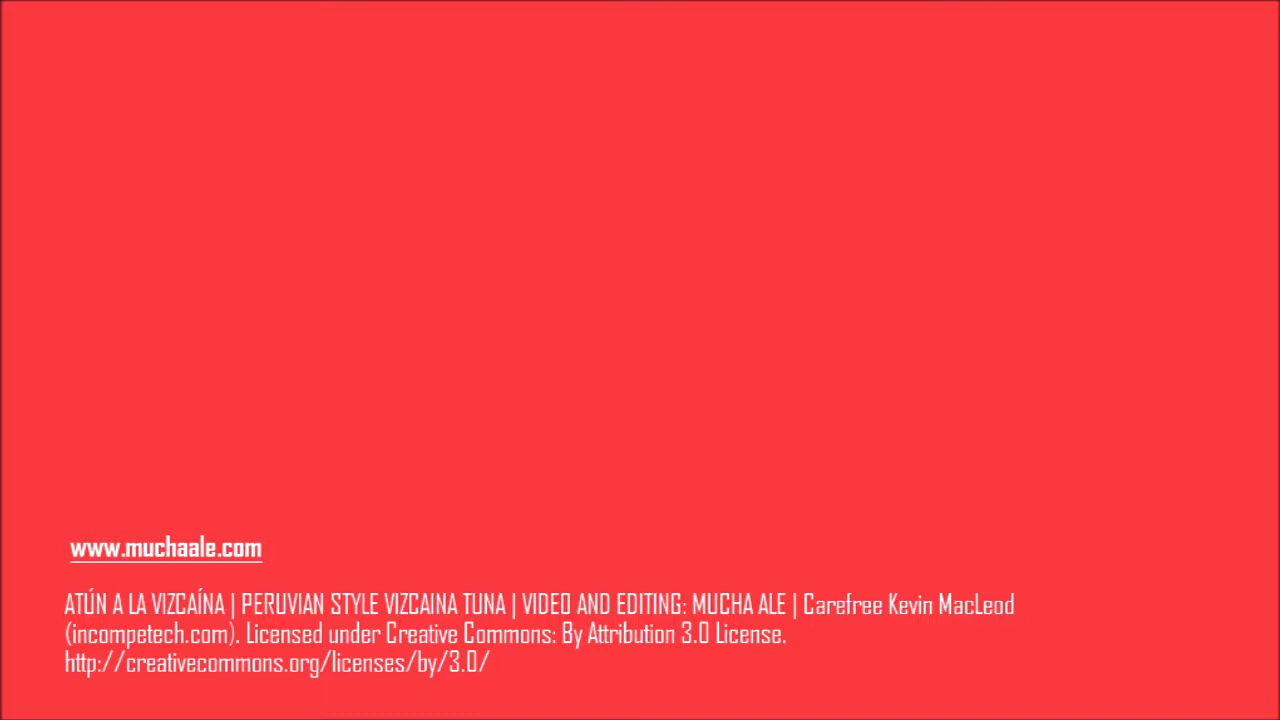 www.muchaale.com
ATÚN A LA VIZCAÍNA | PERUVIAN STYLE VIZCAINA TUNA | VIDEO AND EDITING: MUCHA ALE | Carefree Kevin MacLeod
(incompetech.com). Licensed under Creative Commons: By Attribution 3.0 License.
http://creativecommons.org/licenses/by/3.0/